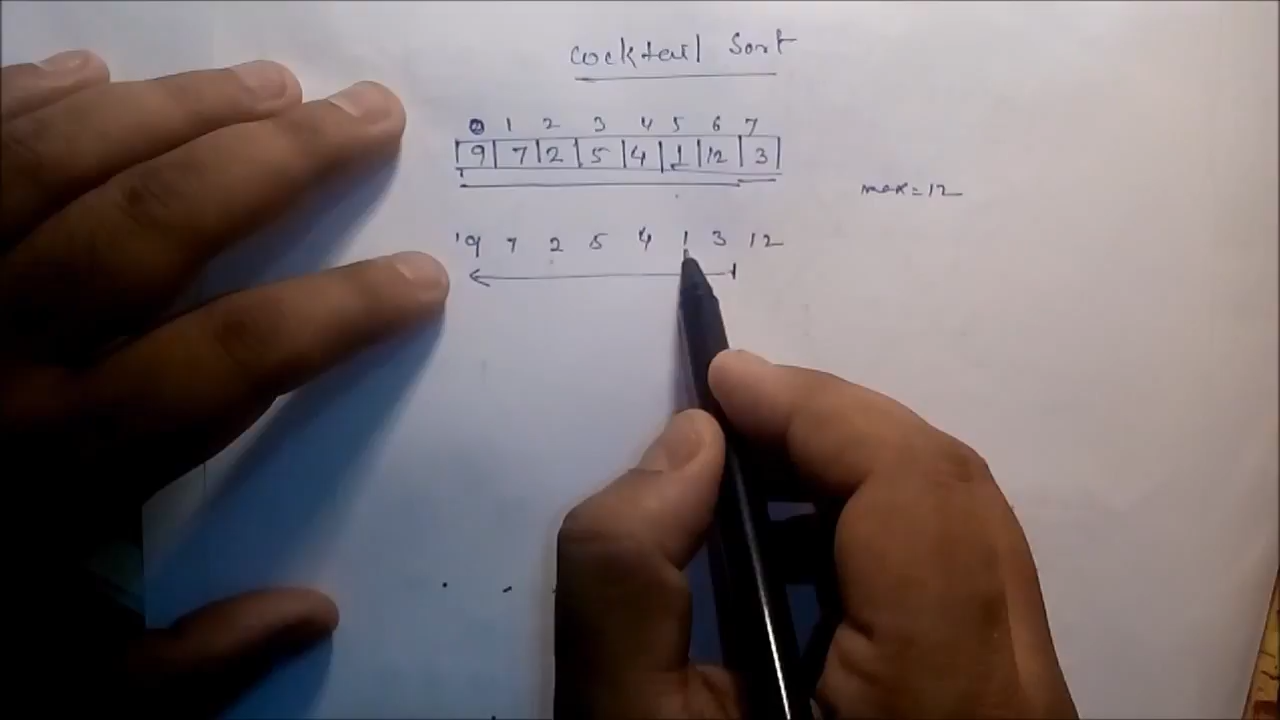 cocktail sort
0 1 2 3 4 5 6 7
9 7 2 5 4 1 12 3
max = 12
9 7 2 5 4 1 3 12